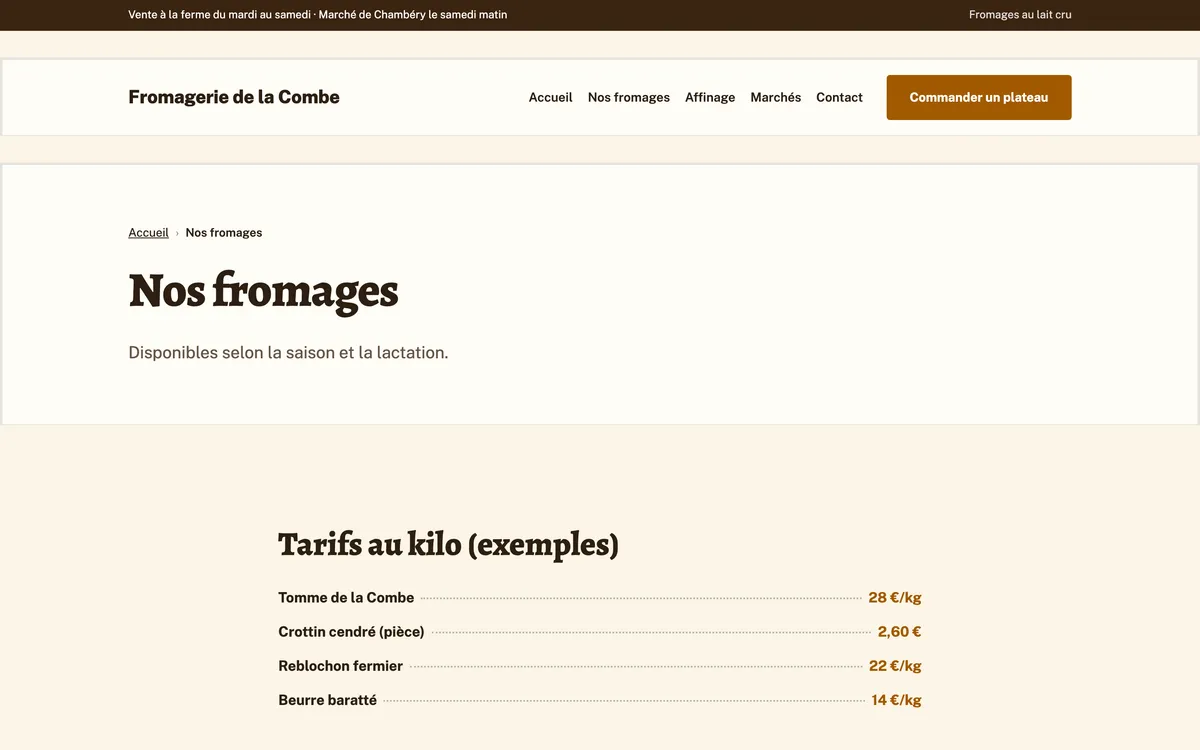 Vente à la ferme du mardi au samedi · Marché de Chambéry le samedi matin
Fromages au lait cru
Fromagerie de la Combe
Accueil Nos fromages Affinage Marchés Contact Commander un plateau
Accueil › Nos fromages
Nos fromages
Disponibles selon la saison et la lactation.
Tarifs au kilo (exemples)
Tomme de la Combe 28 €/kg
Crottin cendré (pièce) 2,60 €
Reblochon fermier 22 €/kg
Beurre baratté 14 €/kg